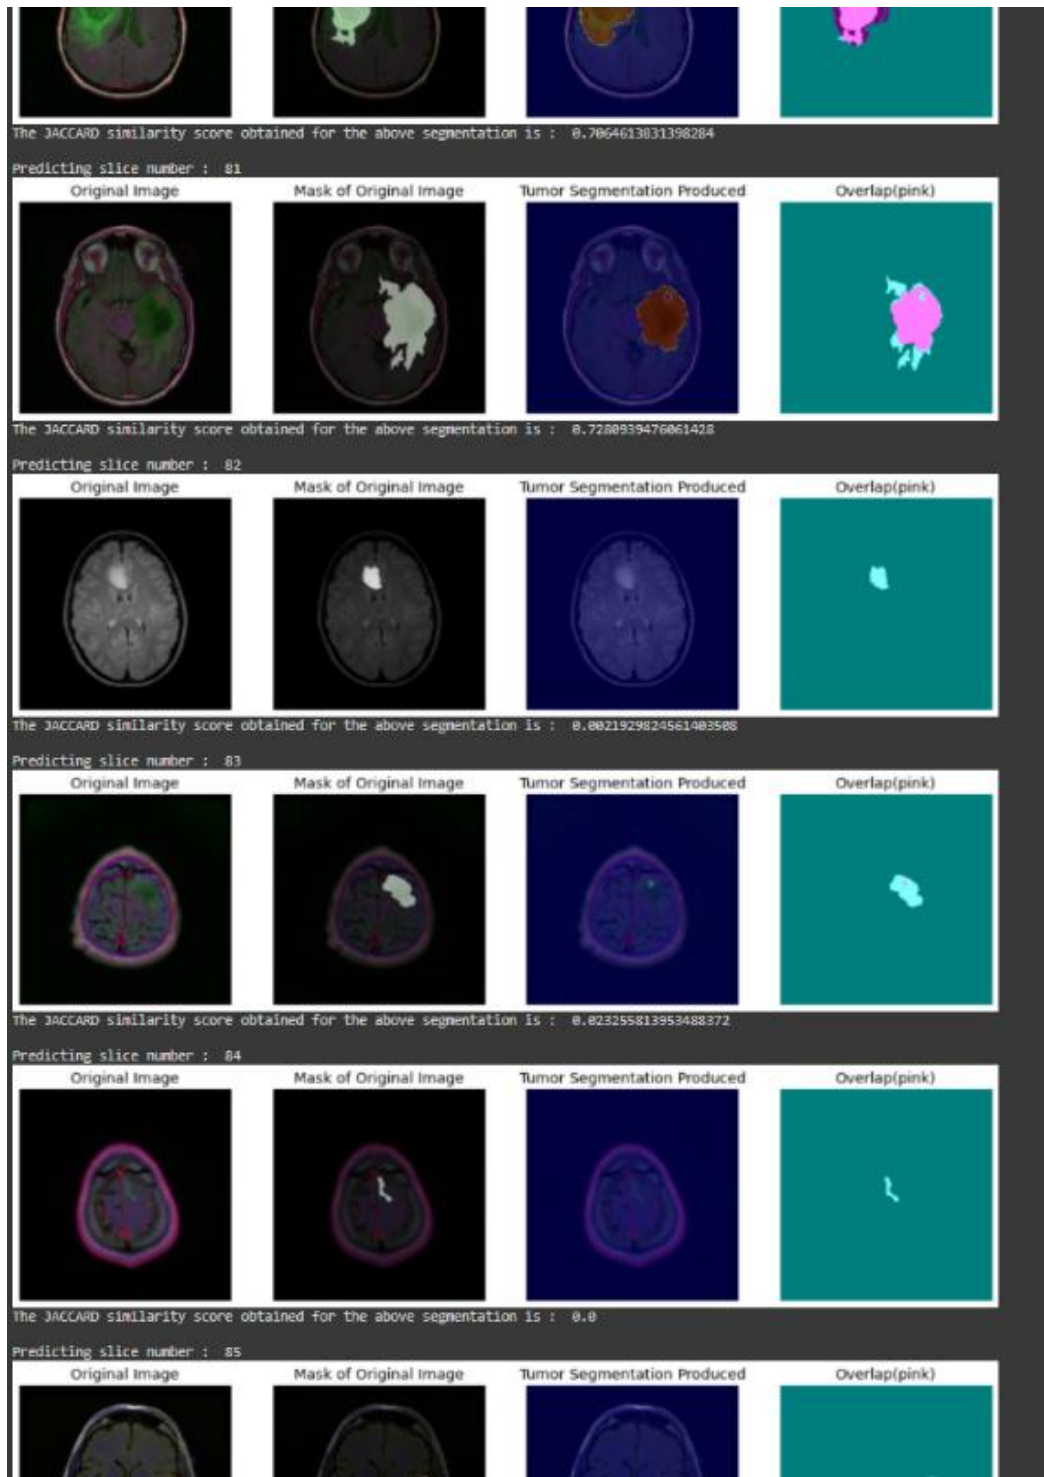 The JACCARD similarity score obtained for the above segmentation is :  0.7064613831398284
Predicting slice number :  81
Original Image Mask of Original Image Tumor Segmentation Produced Overlap(pink)
The JACCARD similarity score obtained for the above segmentation is :  0.7280939476061428
Predicting slice number :  82
Original Image Mask of Original Image Tumor Segmentation Produced Overlap(pink)
The JACCARD similarity score obtained for the above segmentation is :  0.0021929824561403508
Predicting slice number :  83
Original Image Mask of Original Image Tumor Segmentation Produced Overlap(pink)
The JACCARD similarity score obtained for the above segmentation is :  0.023255813953488372
Predicting slice number :  84
Original Image Mask of Original Image Tumor Segmentation Produced Overlap(pink)
The JACCARD similarity score obtained for the above segmentation is :  0.0
Predicting slice number :  85
Original Image Mask of Original Image Tumor Segmentation Produced Overlap(pink)